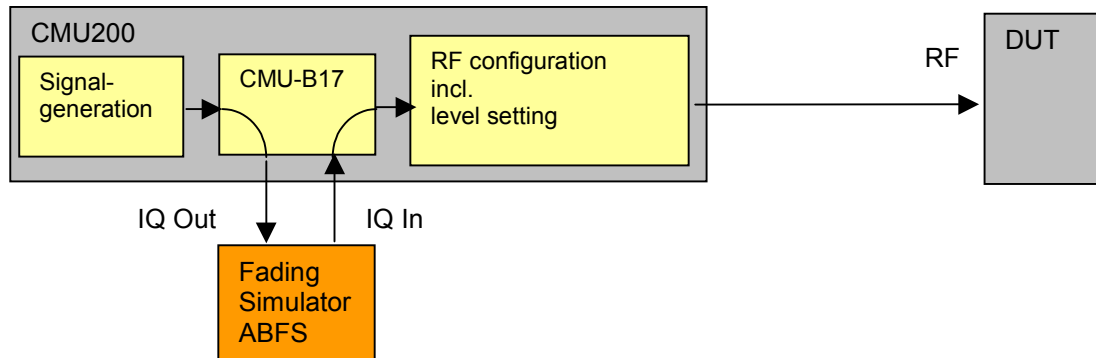 CMU200
Signal-
generation
CMU-B17
RF configuration
incl.
level setting
RF
DUT
IQ Out
IQ In
Fading
Simulator
ABFS